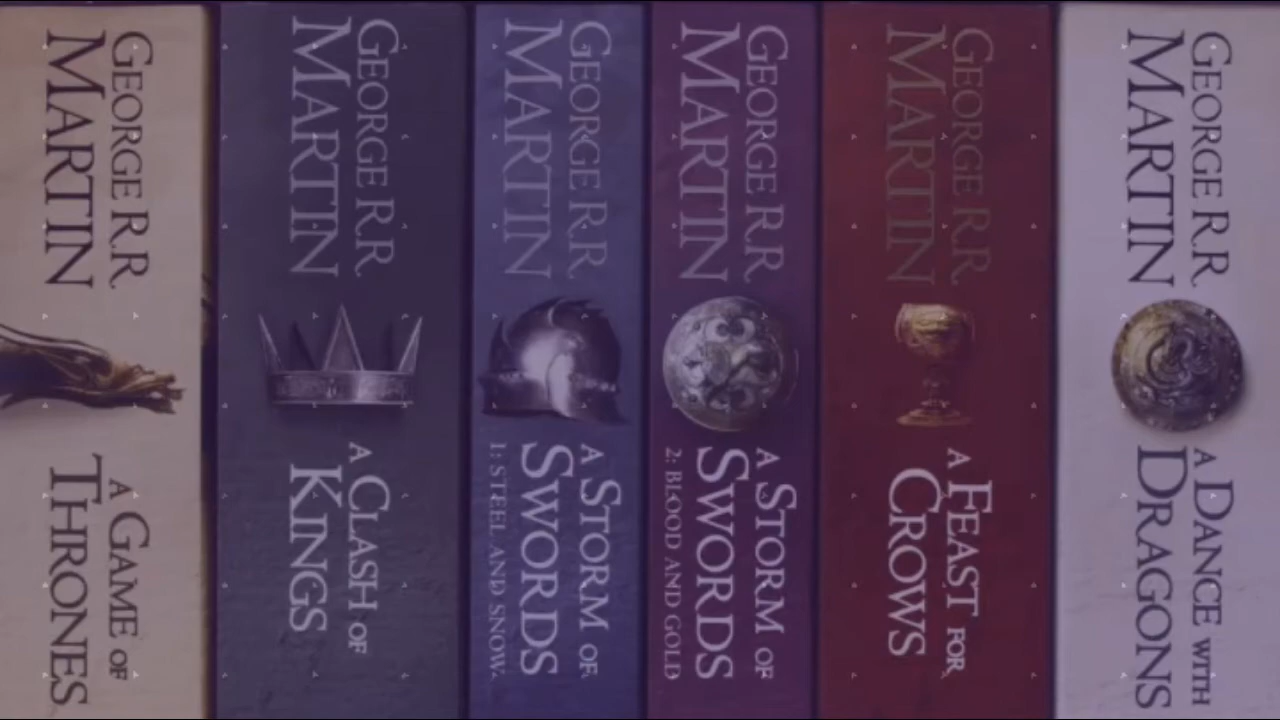 GEORGE R.R.
MARTIN
A GAME OF
THRONES
GEORGE R.R.
MARTIN
A CLASH OF
KINGS
GEORGE R.R.
MARTIN
A STORM OF
SWORDS
1: STEEL AND SNOW
GEORGE R.R.
MARTIN
A STORM OF
SWORDS
2: BLOOD AND GOLD
GEORGE R.R.
MARTIN
A FEAST FOR
CROWS
GEORGE R.R.
MARTIN
A DANCE WITH
DRAGONS